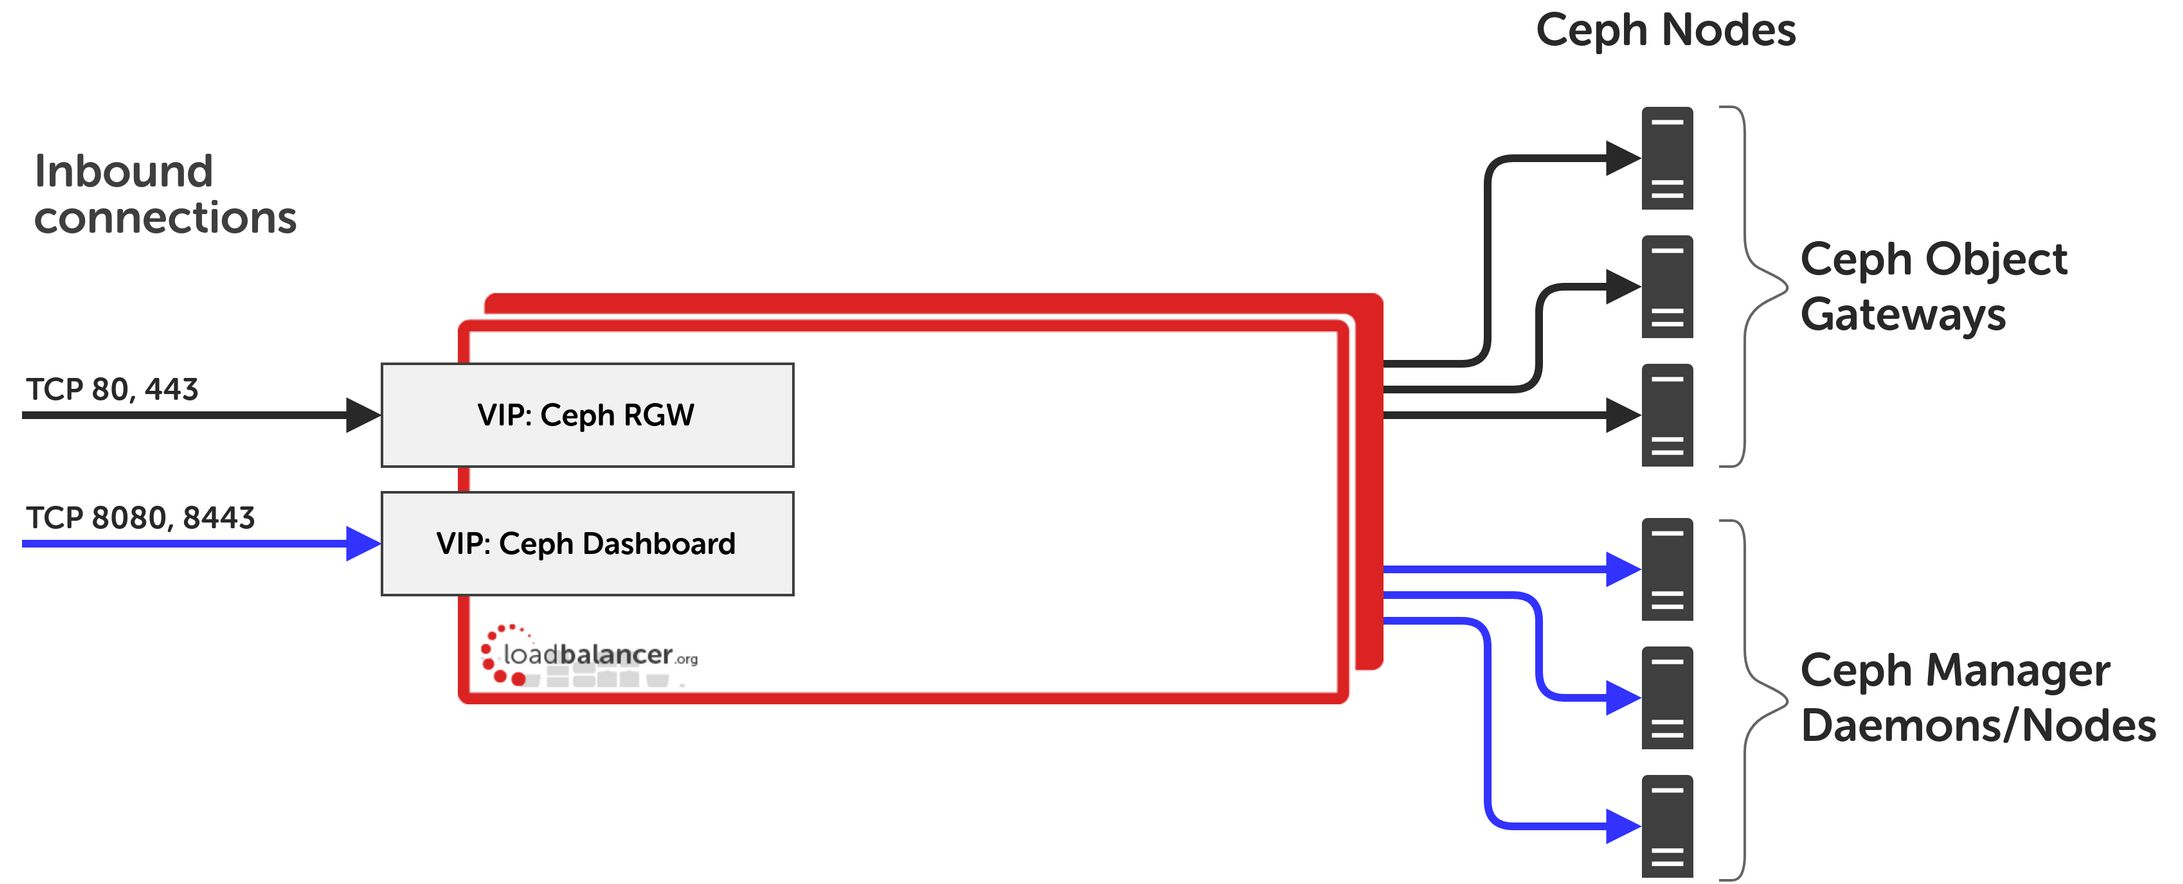 Ceph Nodes
Inbound
connections
Ceph Object
Gateways
TCP 80, 443
VIP: Ceph RGW
TCP 8080, 8443
VIP: Ceph Dashboard
loadbalancer.org
Ceph Manager
Daemons/Nodes